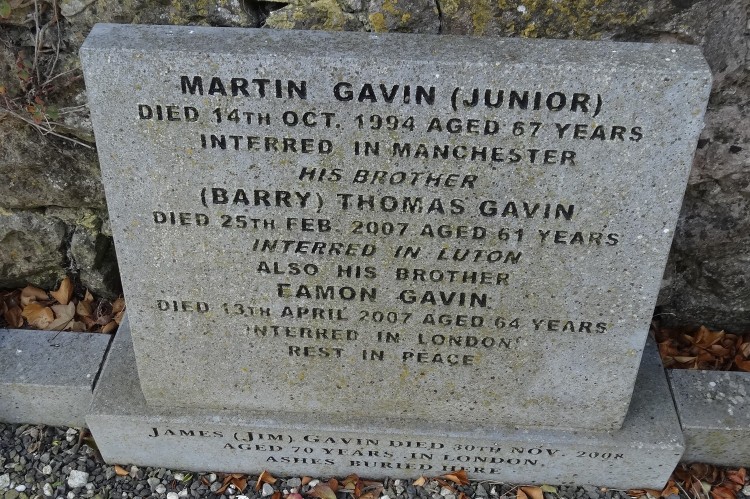 MARTIN GAVIN (JUNIOR)
DIED 14TH OCT. 1994 AGED 67 YEARS
INTERRED IN MANCHESTER
HIS BROTHER
(BARRY) THOMAS GAVIN
DIED 25TH FEB. 2007 AGED 61 YEARS
INTERRED IN LUTON
ALSO HIS BROTHER
EAMON GAVIN
DIED 13TH APRIL 2007 AGED 64 YEARS
INTERRED IN LONDON
REST IN PEACE
JAMES (JIM) GAVIN DIED 30TH NOV. 2008
AGED 70 YEARS IN LONDON.
ASHES BURIED HERE